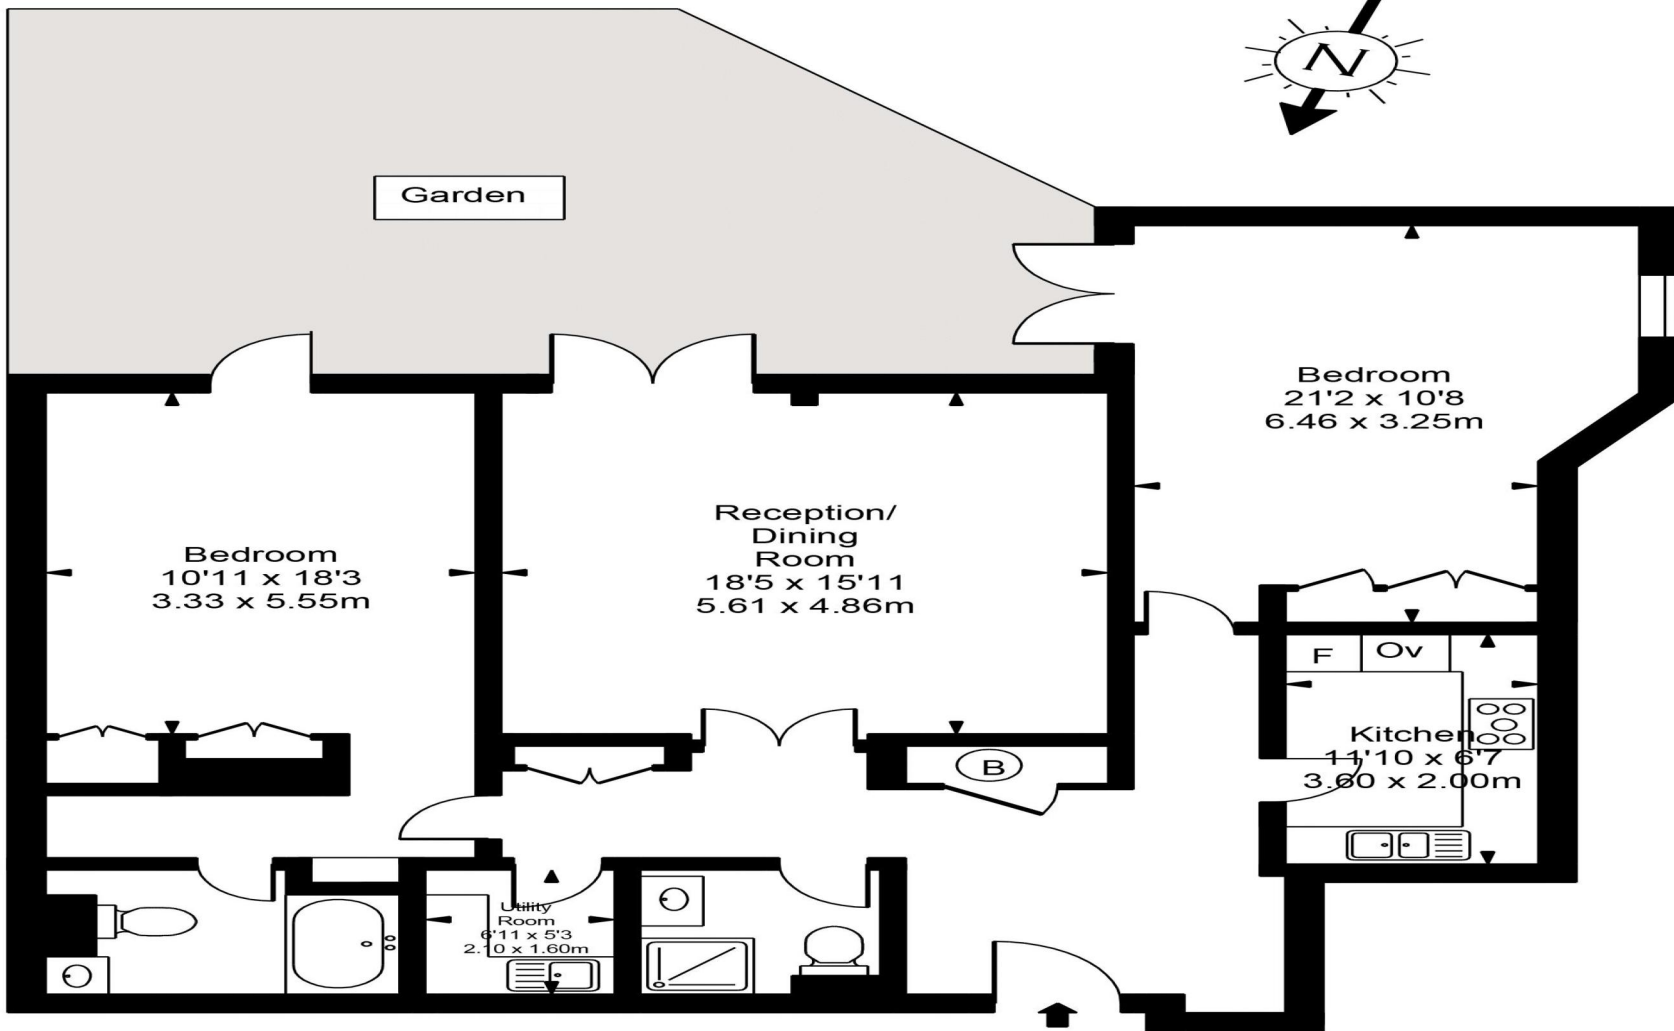 N
Garden
Bedroom
21'2 x 10'8
6.46 x 3.25m
Reception/
Dining
Room
18'5 x 15'11
5.61 x 4.86m
Bedroom
10'11 x 18'3
3.33 x 5.55m
F
Ov
Kitchen
11'10 x 6'7
3.60 x 2.00m
B
Utility
Room
6'11 x 5'3
2.10 x 1.60m